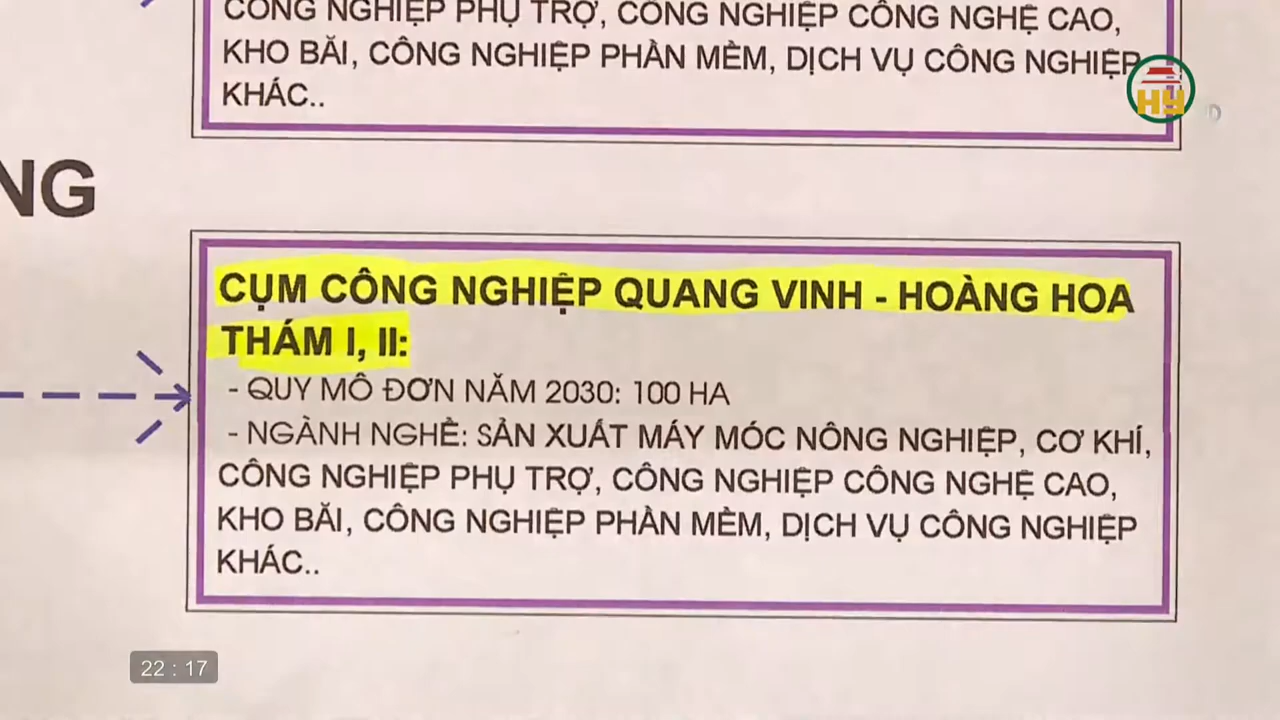 CÔNG NGHIỆP PHỤ TRỢ, CÔNG NGHIỆP CÔNG NGHỆ CAO,
KHO BÃI, CÔNG NGHIỆP PHẦN MỀM, DỊCH VỤ CÔNG NGHIỆP
KHÁC..
HY
NG
CỤM CÔNG NGHIỆP QUANG VINH - HOÀNG HOA
THÁM I, II:
- QUY MÔ ĐƠN NĂM 2030: 100 HA
- NGÀNH NGHỀ: SẢN XUẤT MÁY MÓC NÔNG NGHIỆP, CƠ KHÍ,
CÔNG NGHIỆP PHỤ TRỢ, CÔNG NGHIỆP CÔNG NGHỆ CAO,
KHO BÃI, CÔNG NGHIỆP PHẦN MỀM, DỊCH VỤ CÔNG NGHIỆP
KHÁC..
22 : 17